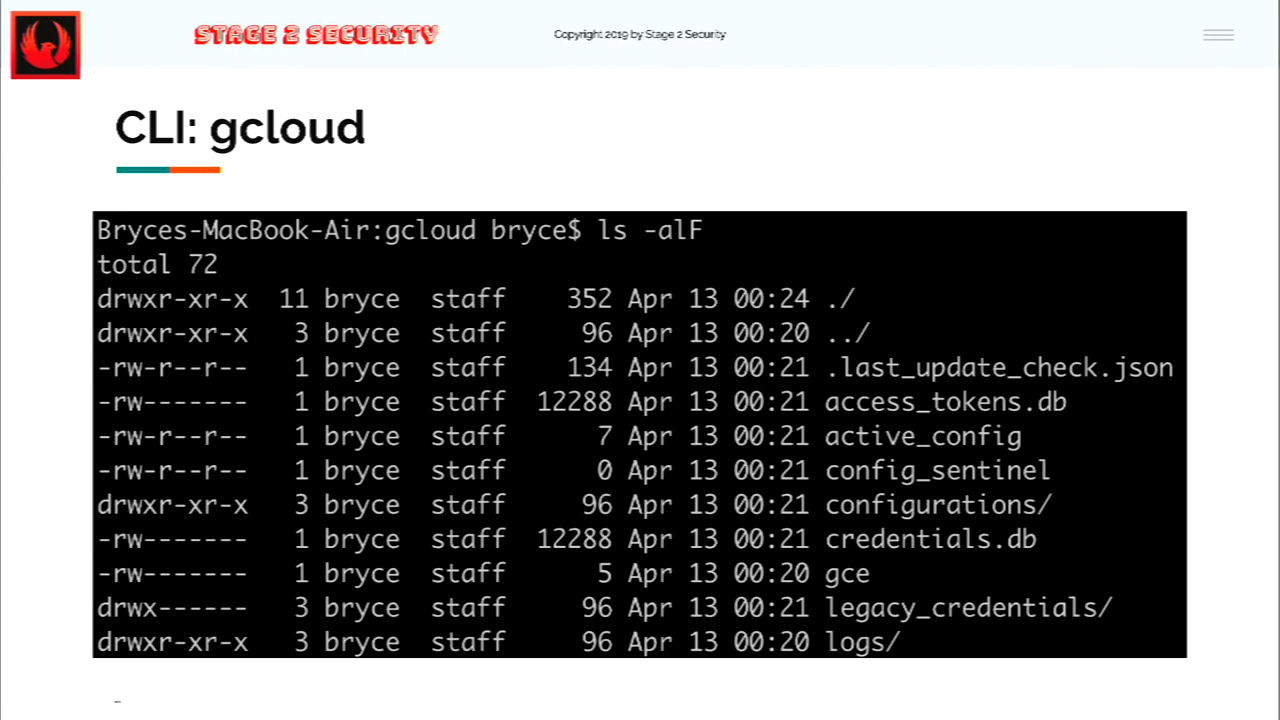 STAGE 2 SECURITY
Copyright 2019 by Stage 2 Security
CLI: gcloud
Bryces-MacBook-Air:gcloud bryce$ ls -alF
total 72
drwxr-xr-x  11 bryce  staff    352 Apr 13 00:24 ./
drwxr-xr-x   3 bryce  staff     96 Apr 13 00:20 ../
-rw-r--r--   1 bryce  staff    134 Apr 13 00:21 .last_update_check.json
-rw-------   1 bryce  staff  12288 Apr 13 00:21 access_tokens.db
-rw-r--r--   1 bryce  staff      7 Apr 13 00:21 active_config
-rw-r--r--   1 bryce  staff      0 Apr 13 00:21 config_sentinel
drwxr-xr-x   3 bryce  staff     96 Apr 13 00:21 configurations/
-rw-------   1 bryce  staff  12288 Apr 13 00:21 credentials.db
-rw-------   1 bryce  staff      5 Apr 13 00:20 gce
drwx------   3 bryce  staff     96 Apr 13 00:21 legacy_credentials/
drwxr-xr-x   3 bryce  staff     96 Apr 13 00:20 logs/